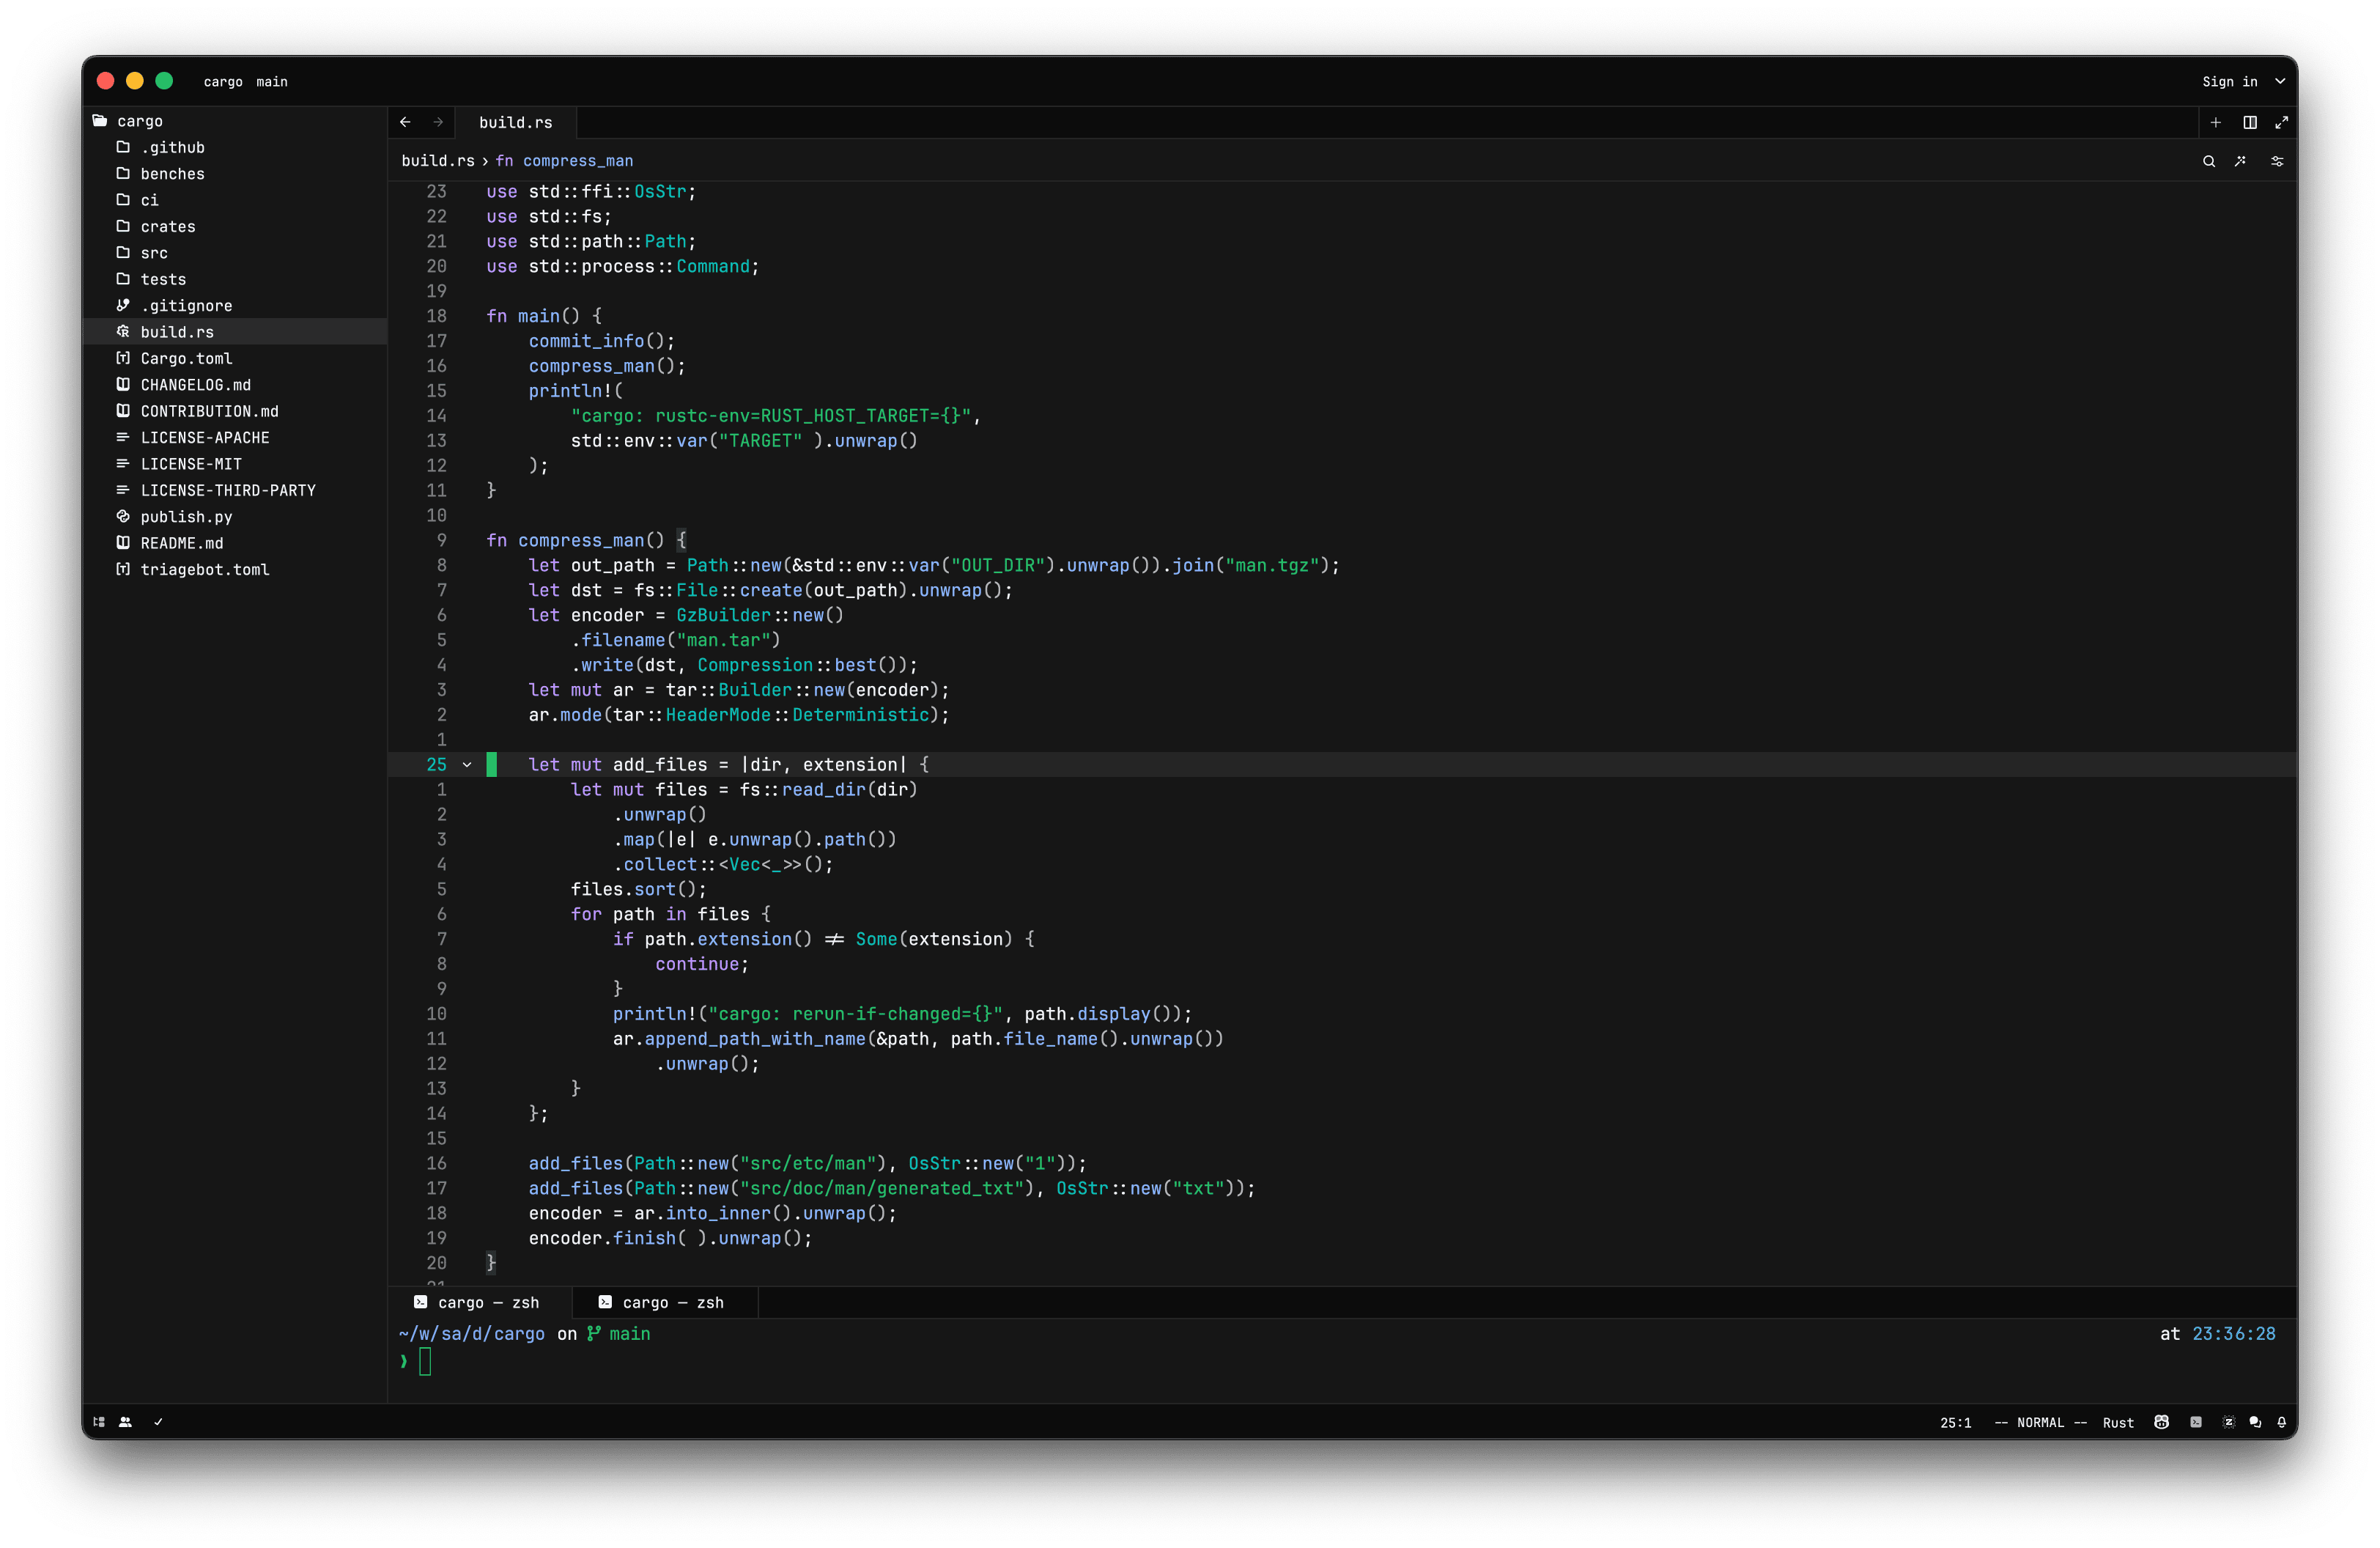 cargo main
Sign in
cargo
.github
benches
ci
crates
src
tests
.gitignore
build.rs
Cargo.toml
CHANGELOG.md
CONTRIBUTION.md
LICENSE-APACHE
LICENSE-MIT
LICENSE-THIRD-PARTY
publish.py
README.md
triagebot.toml
build.rs
build.rs › fn compress_man
23 use std::ffi::OsStr;
22 use std::fs;
21 use std::path::Path;
20 use std::process::Command;
19
18 fn main() {
17     commit_info();
16     compress_man();
15     println!(
14         "cargo: rustc-env=RUST_HOST_TARGET={}",
13         std::env::var("TARGET" ).unwrap()
12     );
11 }
10
9 fn compress_man() {
8     let out_path = Path::new(&std::env::var("OUT_DIR").unwrap()).join("man.tgz");
7     let dst = fs::File::create(out_path).unwrap();
6     let encoder = GzBuilder::new()
5         .filename("man.tar")
4         .write(dst, Compression::best());
3     let mut ar = tar::Builder::new(encoder);
2     ar.mode(tar::HeaderMode::Deterministic);
1
25     let mut add_files = |dir, extension| {
1         let mut files = fs::read_dir(dir)
2             .unwrap()
3             .map(|e| e.unwrap().path())
4             .collect::<Vec<_>>();
5         files.sort();
6         for path in files {
7             if path.extension() != Some(extension) {
8                 continue;
9             }
10             println!("cargo: rerun-if-changed={}", path.display());
11             ar.append_path_with_name(&path, path.file_name().unwrap())
12                 .unwrap();
13         }
14     };
15
16     add_files(Path::new("src/etc/man"), OsStr::new("1"));
17     add_files(Path::new("src/doc/man/generated_txt"), OsStr::new("txt"));
18     encoder = ar.into_inner().unwrap();
19     encoder.finish( ).unwrap();
20 }
21
cargo — zsh
cargo — zsh
~/w/sa/d/cargo on main
at 23:36:28
❯
25:1 -- NORMAL -- Rust